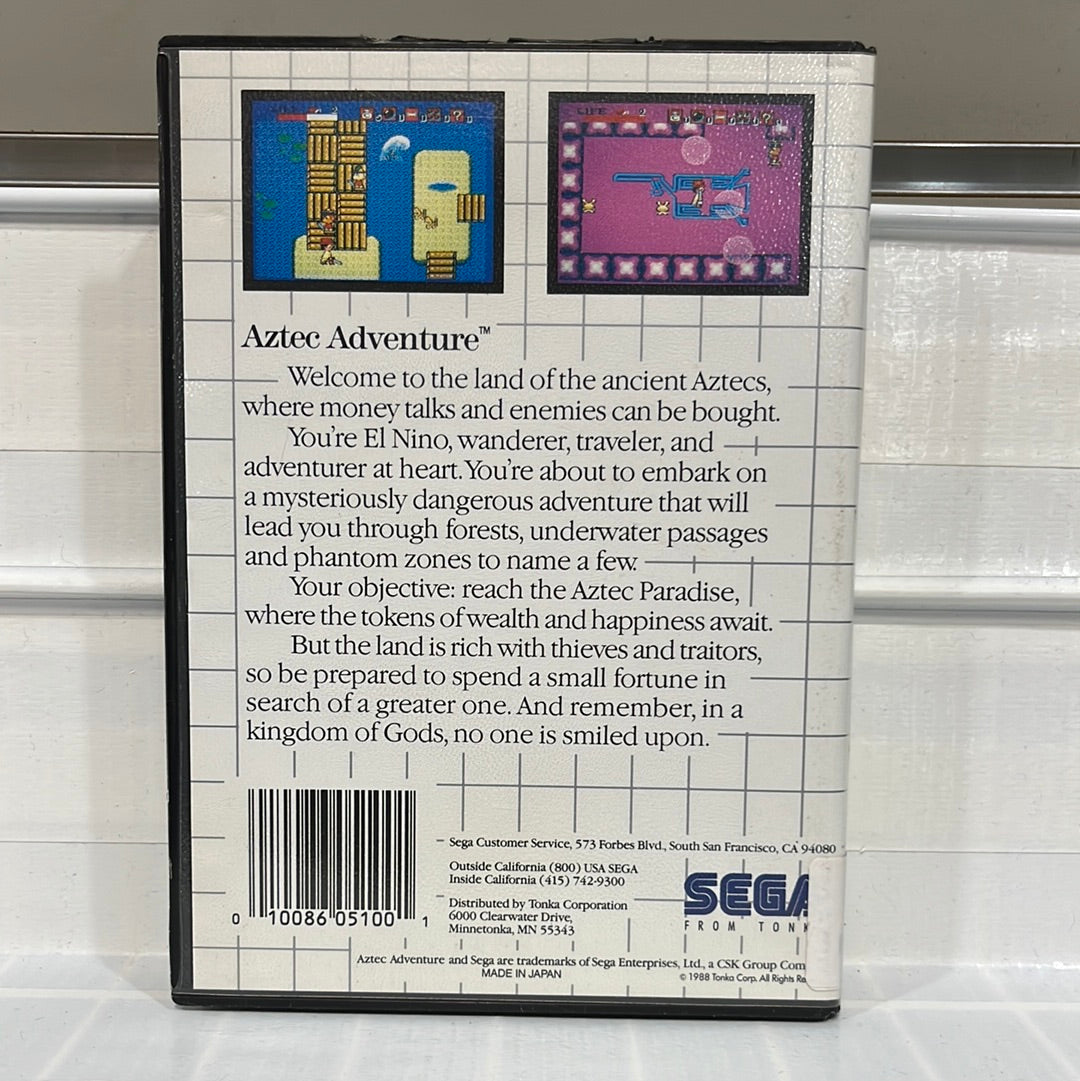 LIFE 2
Aztec Adventure™
Welcome to the land of the ancient Aztecs,
where money talks and enemies can be bought.
You're El Nino, wanderer, traveler, and
adventurer at heart. You're about to embark on
a mysteriously dangerous adventure that will
lead you through forests, underwater passages
and phantom zones to name a few.
Your objective: reach the Aztec Paradise,
where the tokens of wealth and happiness await.
But the land is rich with thieves and traitors,
so be prepared to spend a small fortune in
search of a greater one. And remember, in a
kingdom of Gods, no one is smiled upon.
0 10086 05100 1
Sega Customer Service, 573 Forbes Blvd., South San Francisco, CA 94080
Outside California (800) USA SEGA
Inside California (415) 742-9300
Distributed by Tonka Corporation
6000 Clearwater Drive,
Minnetonka, MN 55343
SEGA
FROM TONK
Aztec Adventure and Sega are trademarks of Sega Enterprises, Ltd., a CSK Group Com
MADE IN JAPAN
© 1988 Tonka Corp. All Rights Re